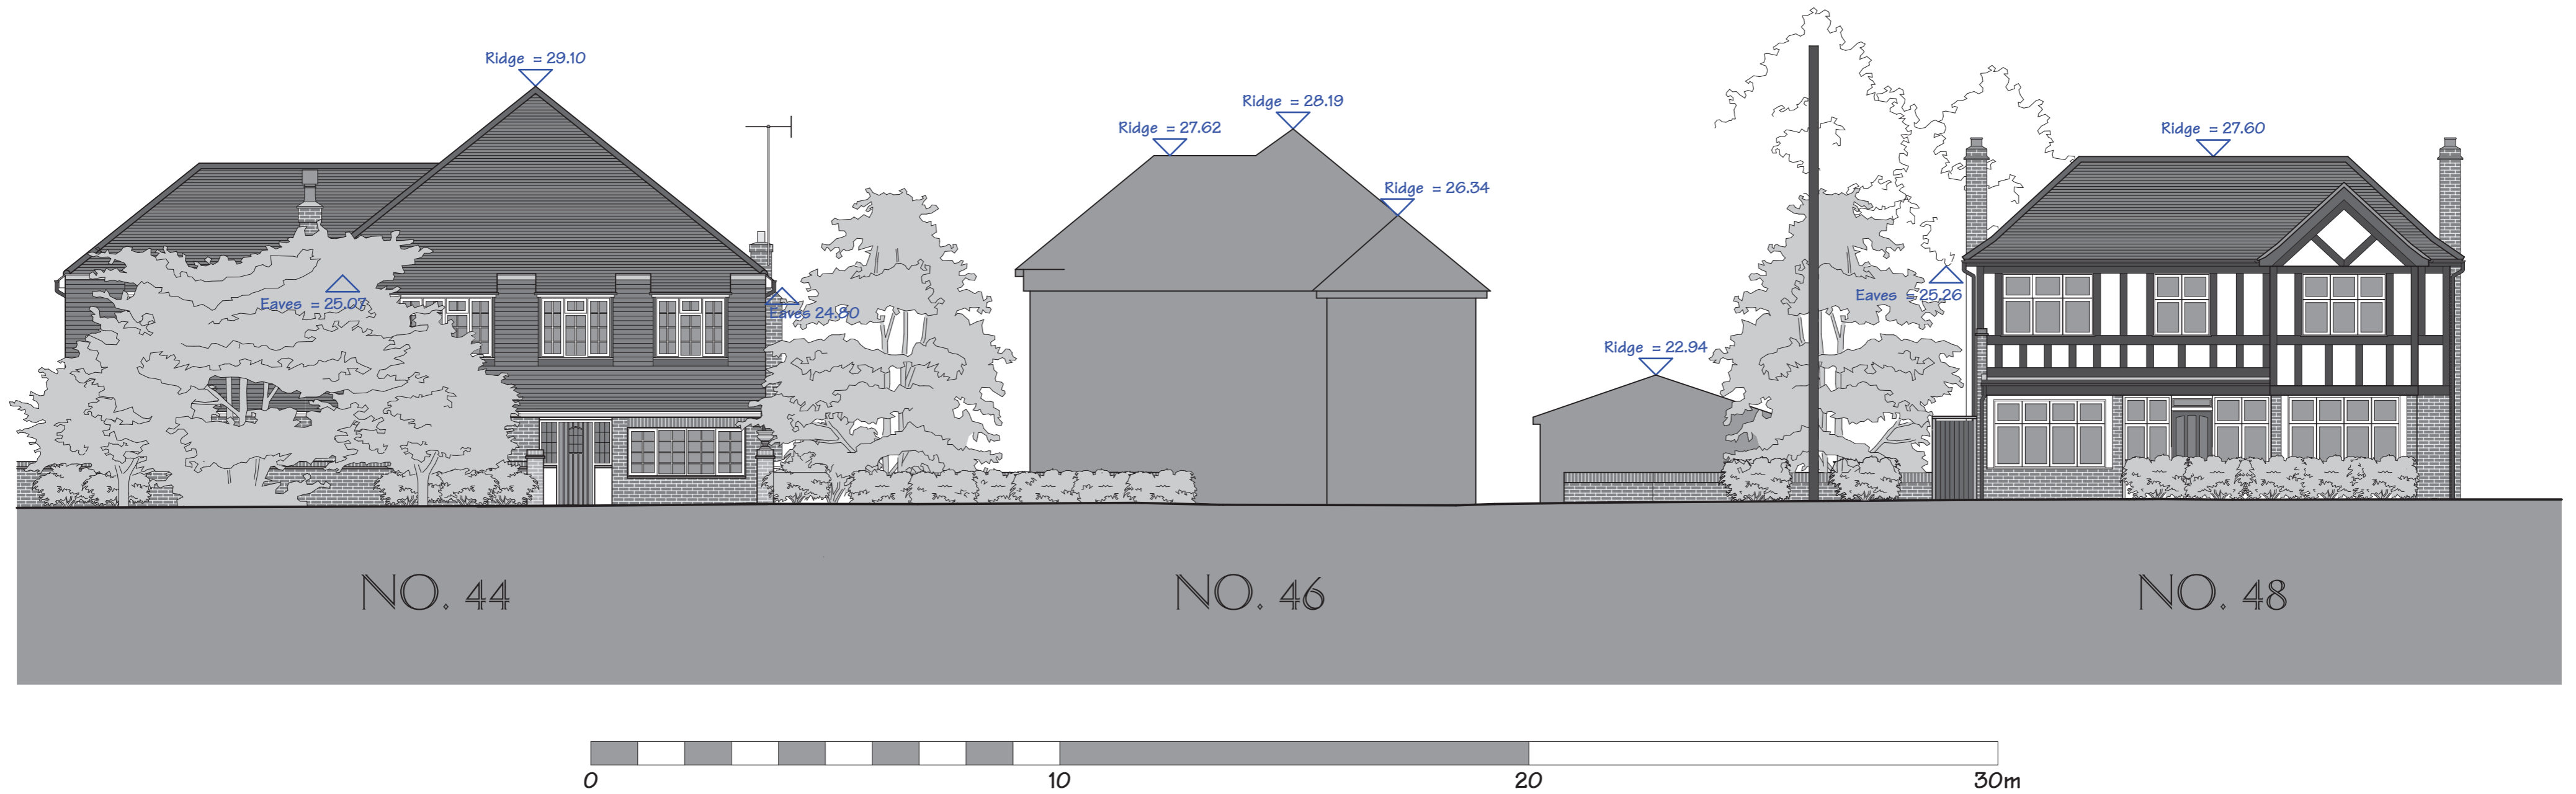 Ridge = 29.10
Ridge = 28.19
Ridge = 27.62
Ridge = 27.60
Ridge = 26.34
Eaves = 25.07
Eaves 24.80
Eaves = 25.26
Ridge = 22.94
NO. 44
NO. 46
NO. 48
0 10 20 30m